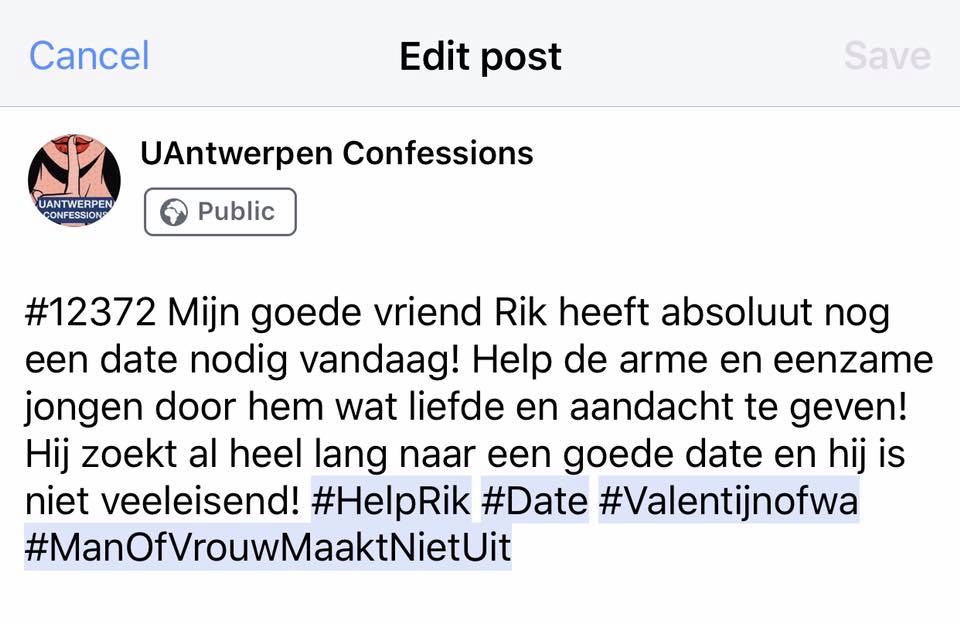 Cancel Edit post Save
UAntwerpen Confessions
UANTWERPEN
CONFESSIONS
Public
#12372 Mijn goede vriend Rik heeft absoluut nog
een date nodig vandaag! Help de arme en eenzame
jongen door hem wat liefde en aandacht te geven!
Hij zoekt al heel lang naar een goede date en hij is
niet veeleisend! #HelpRik #Date #Valentijnofwa
#ManOfVrouwMaaktNietUit